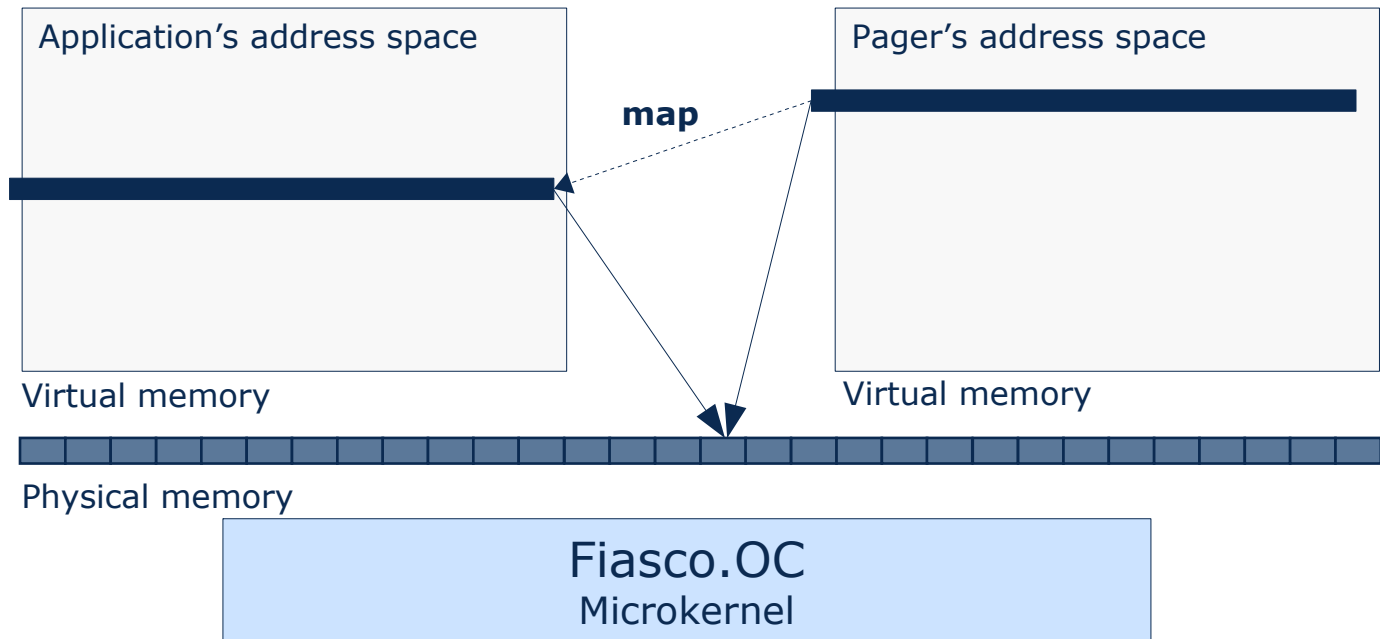 Application’s address space
Pager’s address space
map
Virtual memory
Virtual memory
Physical memory
Fiasco.OC
Microkernel